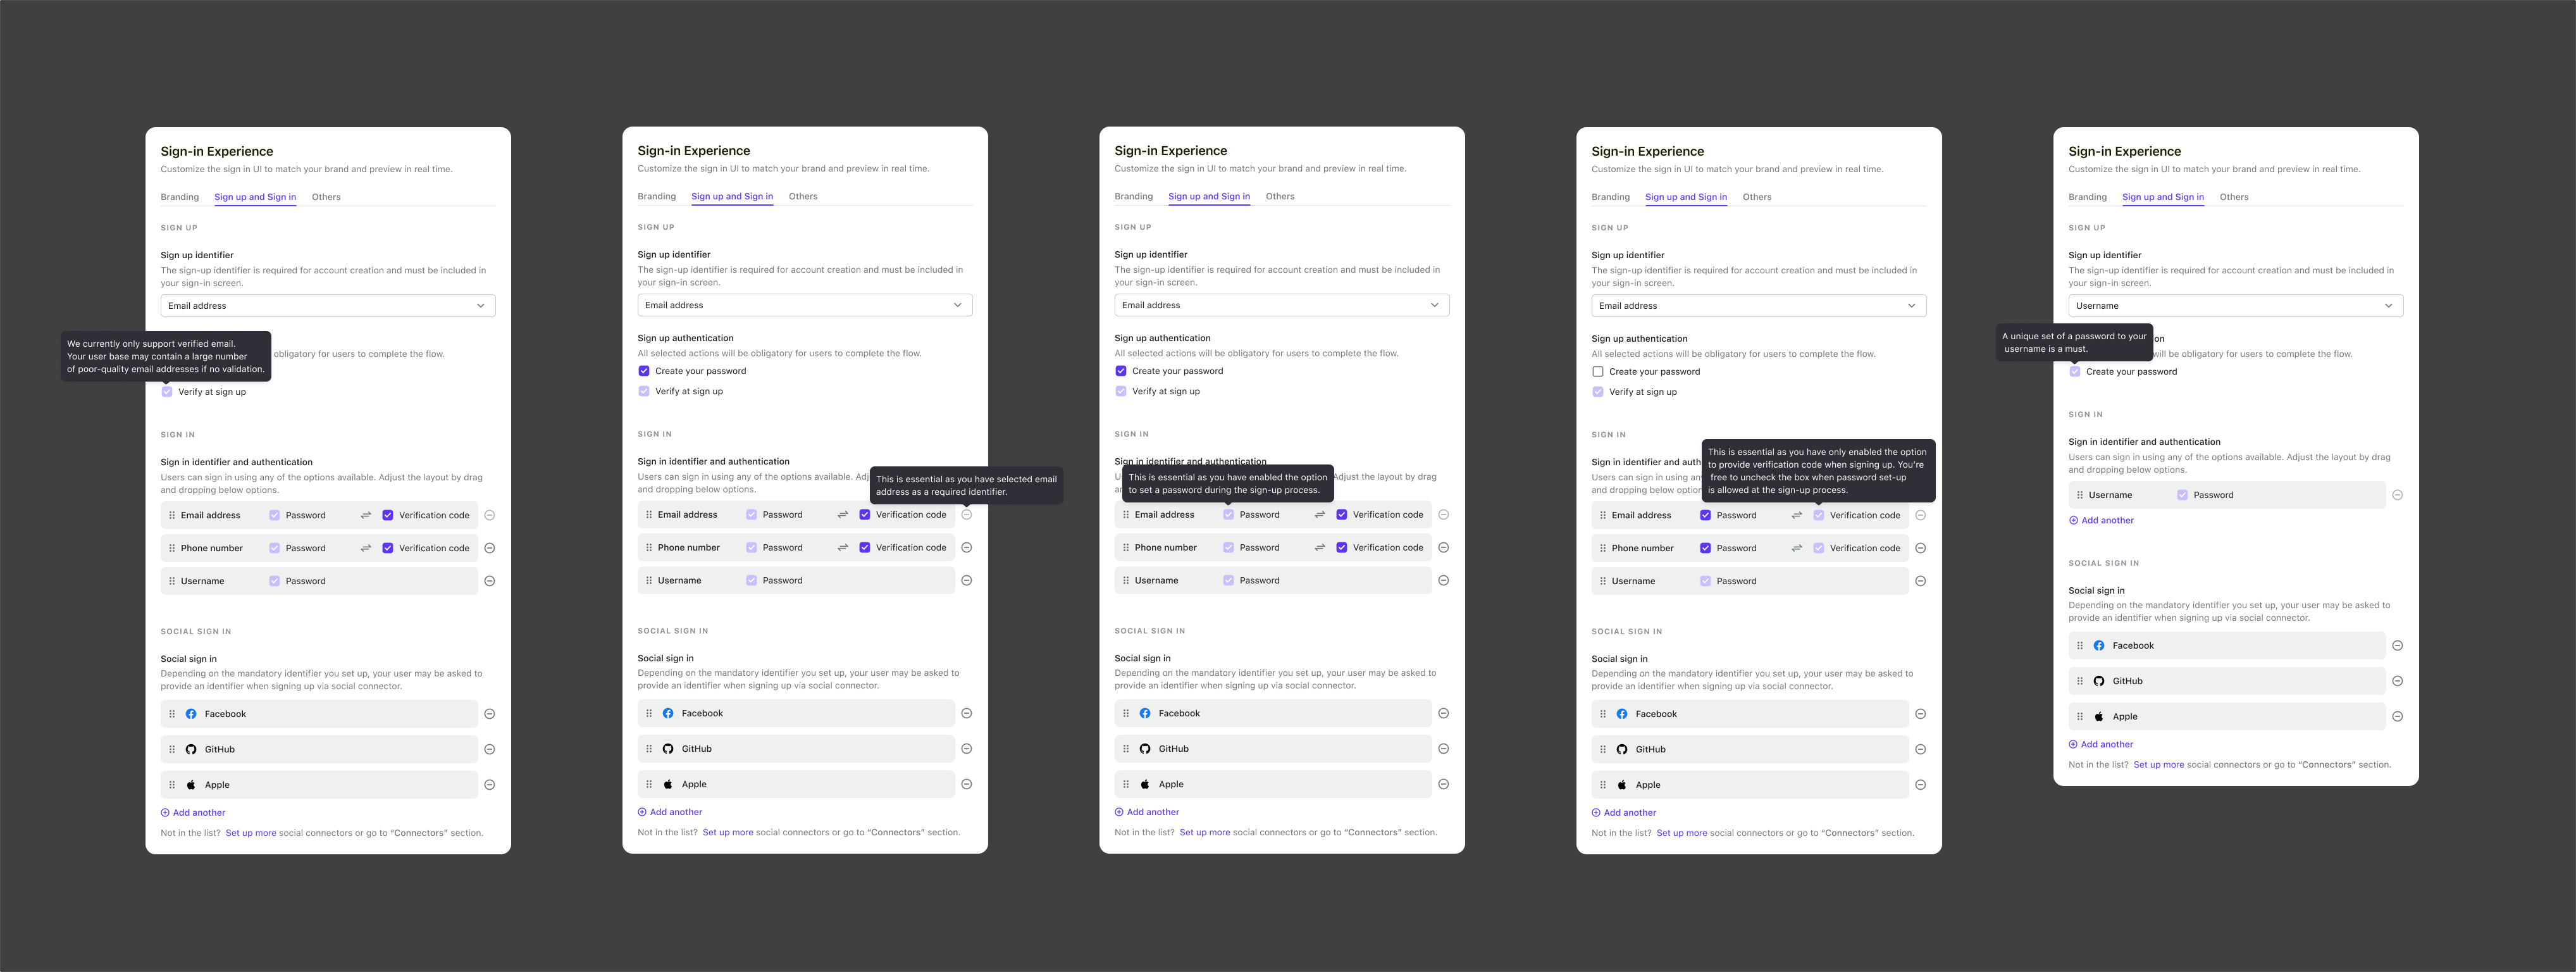 Sign-in Experience
Customize the sign in UI to match your brand and preview in real time.
Branding
Sign up and Sign in
Others
SIGN UP
Sign up identifier
The sign-up identifier is required for account creation and must be included in
your sign-in screen.
Email address
We currently only support verified email.
Your user base may contain a large number
of poor-quality email addresses if no validation.
obligatory for users to complete the flow.
Verify at sign up
SIGN IN
Sign in identifier and authentication
Users can sign in using any of the options available. Adjust the layout by drag
and dropping below options.
Email address Password Verification code
Phone number Password Verification code
Username Password
SOCIAL SIGN IN
Social sign in
Depending on the mandatory identifier you set up, your user may be asked to
provide an identifier when signing up via social connector.
Facebook
GitHub
Apple
Add another
Not in the list? Set up more social connectors or go to “Connectors” section.
Sign-in Experience
Customize the sign in UI to match your brand and preview in real time.
Branding
Sign up and Sign in
Others
SIGN UP
Sign up identifier
The sign-up identifier is required for account creation and must be included in
your sign-in screen.
Email address
Sign up authentication
All selected actions will be obligatory for users to complete the flow.
Create your password
Verify at sign up
SIGN IN
Sign in identifier and authentication
Users can sign in using any of the options available.
and dropping below options.
This is essential as you have selected email
address as a required identifier.
Email address Password Verification code
Phone number Password Verification code
Username Password
SOCIAL SIGN IN
Social sign in
Depending on the mandatory identifier you set up, your user may be asked to
provide an identifier when signing up via social connector.
Facebook
GitHub
Apple
Add another
Not in the list? Set up more social connectors or go to “Connectors” section.
Sign-in Experience
Customize the sign in UI to match your brand and preview in real time.
Branding
Sign up and Sign in
Others
SIGN UP
Sign up identifier
The sign-up identifier is required for account creation and must be included in
your sign-in screen.
Email address
Sign up authentication
All selected actions will be obligatory for users to complete the flow.
Create your password
Verify at sign up
SIGN IN
Sign in identifier and authentication
Adjust the layout by drag
This is essential as you have enabled the option
to set a password during the sign-up process.
Email address Password Verification code
Phone number Password Verification code
Username Password
SOCIAL SIGN IN
Social sign in
Depending on the mandatory identifier you set up, your user may be asked to
provide an identifier when signing up via social connector.
Facebook
GitHub
Apple
Add another
Not in the list? Set up more social connectors or go to “Connectors” section.
Sign-in Experience
Customize the sign in UI to match your brand and preview in real time.
Branding
Sign up and Sign in
Others
SIGN UP
Sign up identifier
The sign-up identifier is required for account creation and must be included in
your sign-in screen.
Email address
Sign up authentication
All selected actions will be obligatory for users to complete the flow.
Create your password
Verify at sign up
SIGN IN
Sign in identifier and auth
Users can sign in using any
and dropping below option
This is essential as you have only enabled the option
to provide verification code when signing up. You're
free to uncheck the box when password set-up
is allowed at the sign-up process.
Email address Password Verification code
Phone number Password Verification code
Username Password
SOCIAL SIGN IN
Social sign in
Depending on the mandatory identifier you set up, your user may be asked to
provide an identifier when signing up via social connector.
Facebook
GitHub
Apple
Add another
Not in the list? Set up more social connectors or go to “Connectors” section.
Sign-in Experience
Customize the sign in UI to match your brand and preview in real time.
Branding
Sign up and Sign in
Others
SIGN UP
Sign up identifier
The sign-up identifier is required for account creation and must be included in
your sign-in screen.
Username
A unique set of a password to your
username is a must.
on
will be obligatory for users to complete the flow.
Create your password
SIGN IN
Sign in identifier and authentication
Users can sign in using any of the options available. Adjust the layout by drag
and dropping below options.
Username Password
Add another
SOCIAL SIGN IN
Social sign in
Depending on the mandatory identifier you set up, your user may be asked to
provide an identifier when signing up via social connector.
Facebook
GitHub
Apple
Add another
Not in the list? Set up more social connectors or go to “Connectors” section.